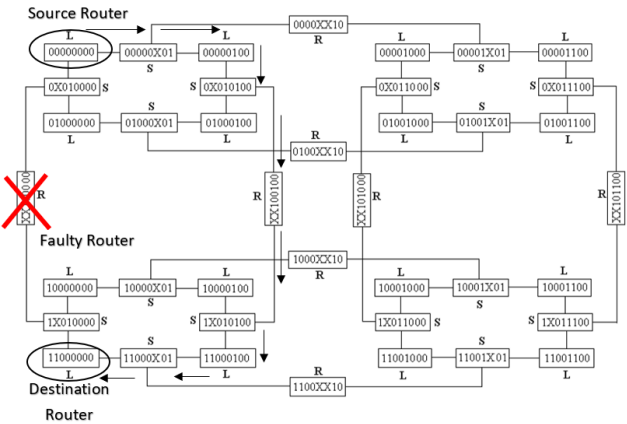 Source Router
0000XX10
R
L L L L
00000000 00000X01 00000100 00001000 00001X01 00001100
S S
0X010000 S S 0X010100 0X011000 S S 0X011100
S S
01000000 01000X01 01000100 01001000 01001X01 01001100
L L L L
R
0100XX10
R R XX100100 XX101000 R R XX101100
Faulty Router
1000XX10
R
L L L L
10000000 10000X01 10000100 10001000 10001X01 10001100
S S
1X010000 S S 1X010100 1X011000 S S 1X011100
S S
11000000 11000X01 11000100 11001000 11001X01 11001100
L L L L
R
1100XX10
Destination
Router